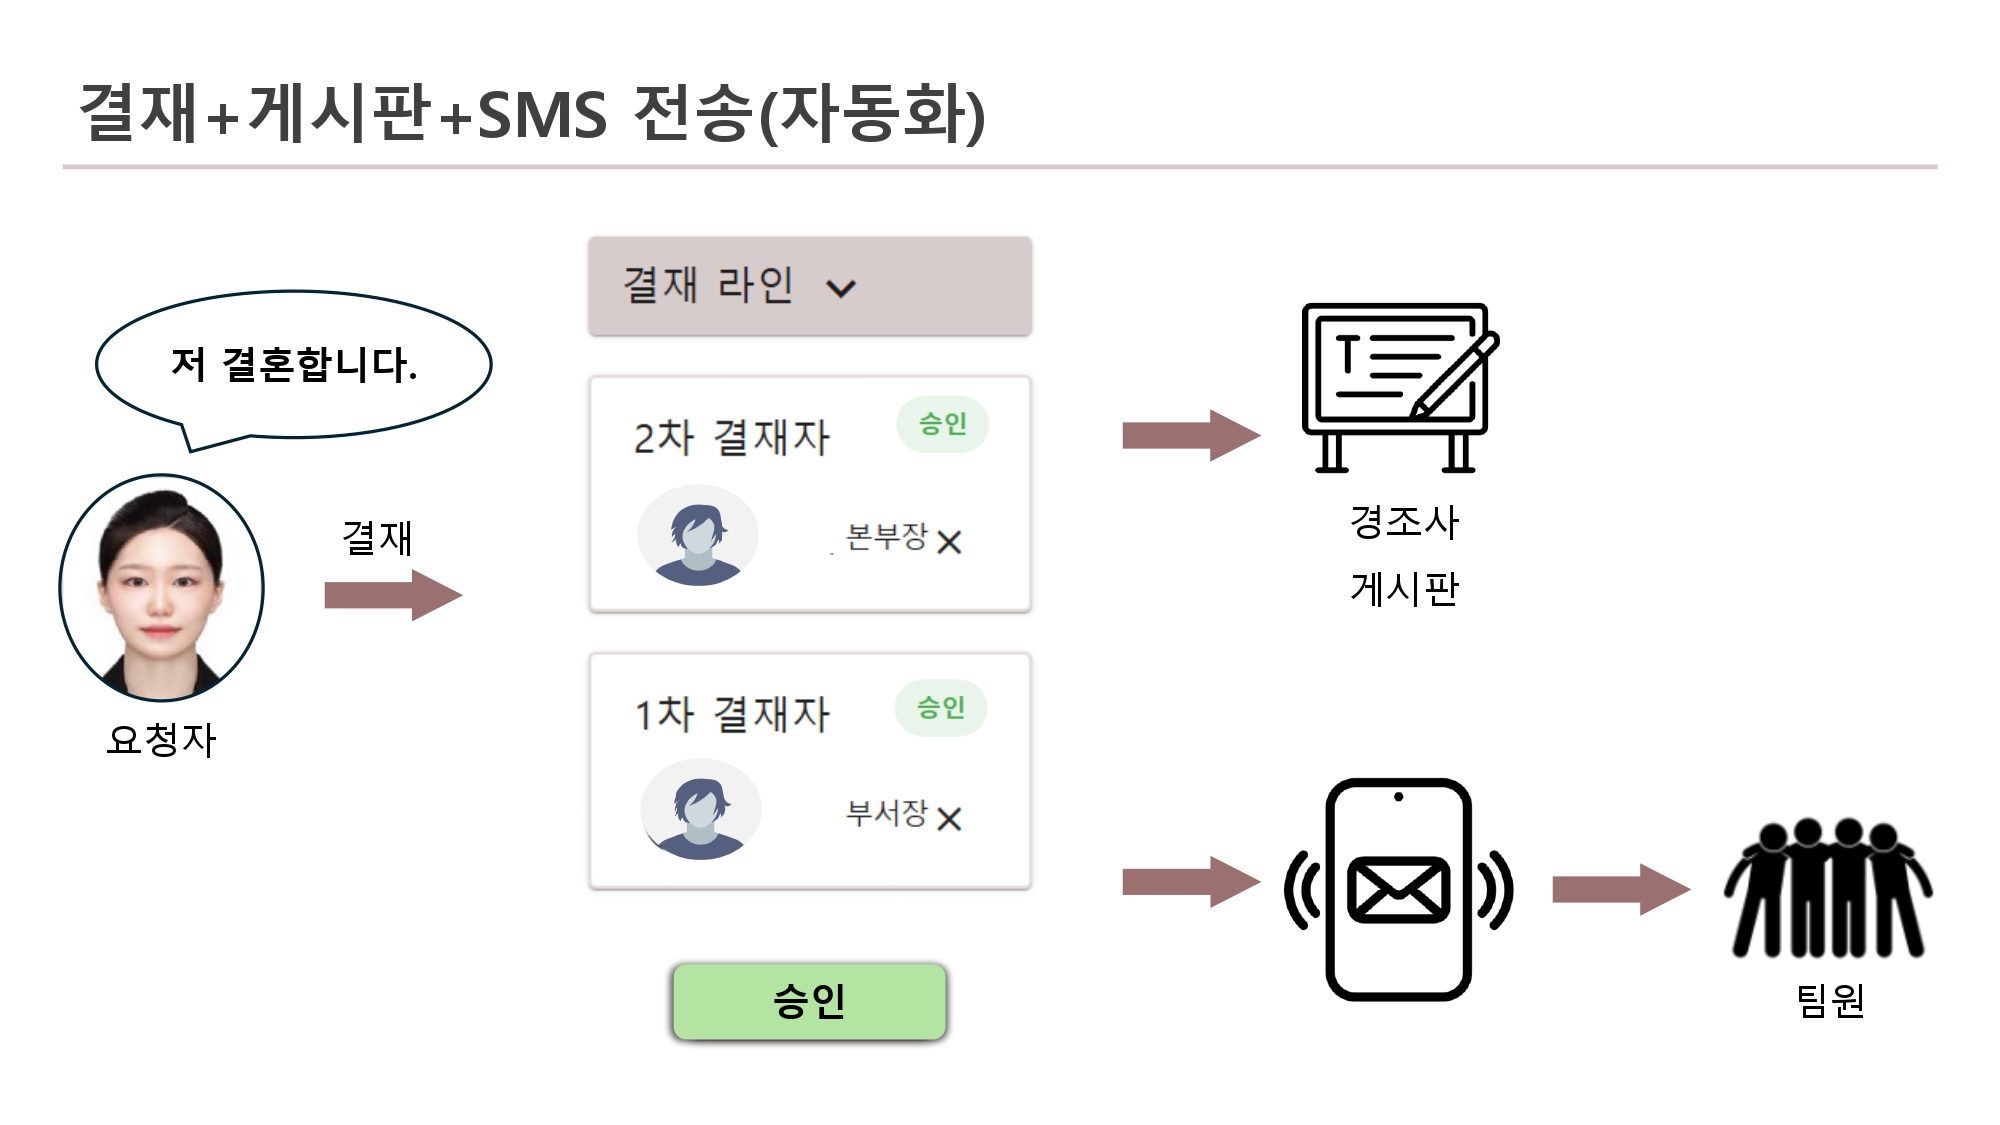 결재+게시판+SMS 전송(자동화)
저 결혼합니다.
요청자
결재
결재 라인
2차 결재자
승인
본부장
1차 결재자
승인
부서장
승인
T
경조사
게시판
팀원